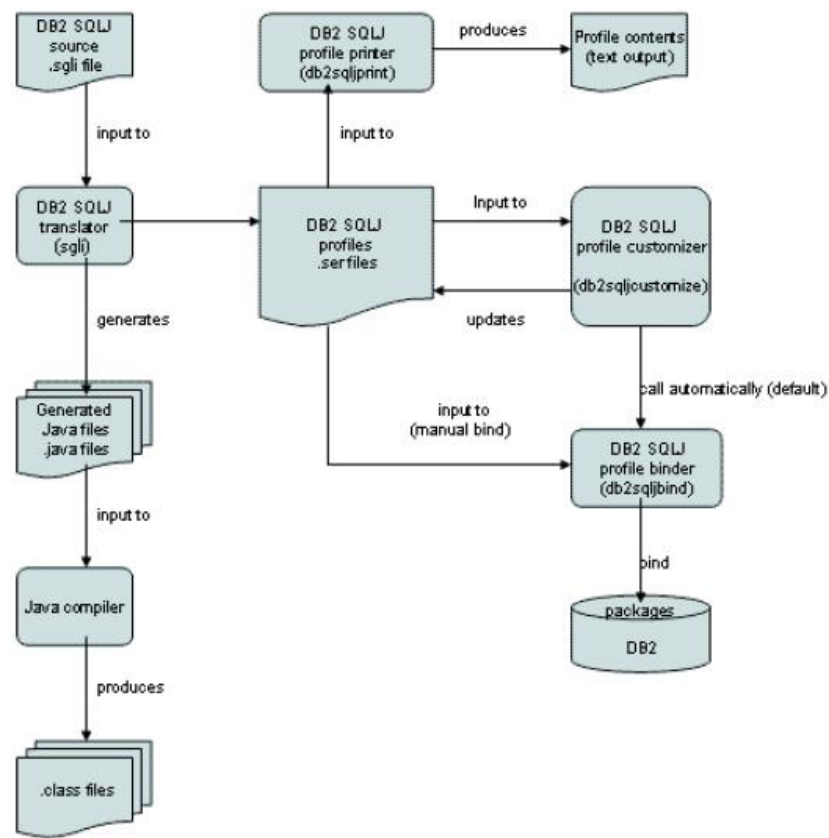 DB2 SQLJ
source
.sgli file
input to
DB2 SQLJ
translator
(sgli)
generates
Generated
Java files
.java files
input to
Java compiler
produces
.class files
DB2 SQLJ
profile printer
(db2sqljprint)
produces
Profile contents
(text output)
input to
DB2 SQLJ
profiles
.ser files
Input to
updates
DB2 SQLJ
profile customizer
(db2sqljcustomize)
call automatically (default)
input to
(manual bind)
DB2 SQLJ
profile binder
(db2sqljbind)
bind
packages
DB2